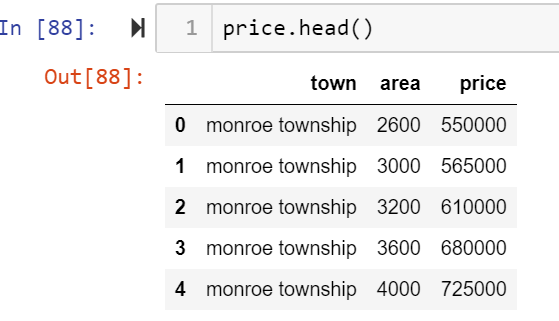 In [88]: 1 price.head()
Out[88]:
town area price
0 monroe township 2600 550000
1 monroe township 3000 565000
2 monroe township 3200 610000
3 monroe township 3600 680000
4 monroe township 4000 725000